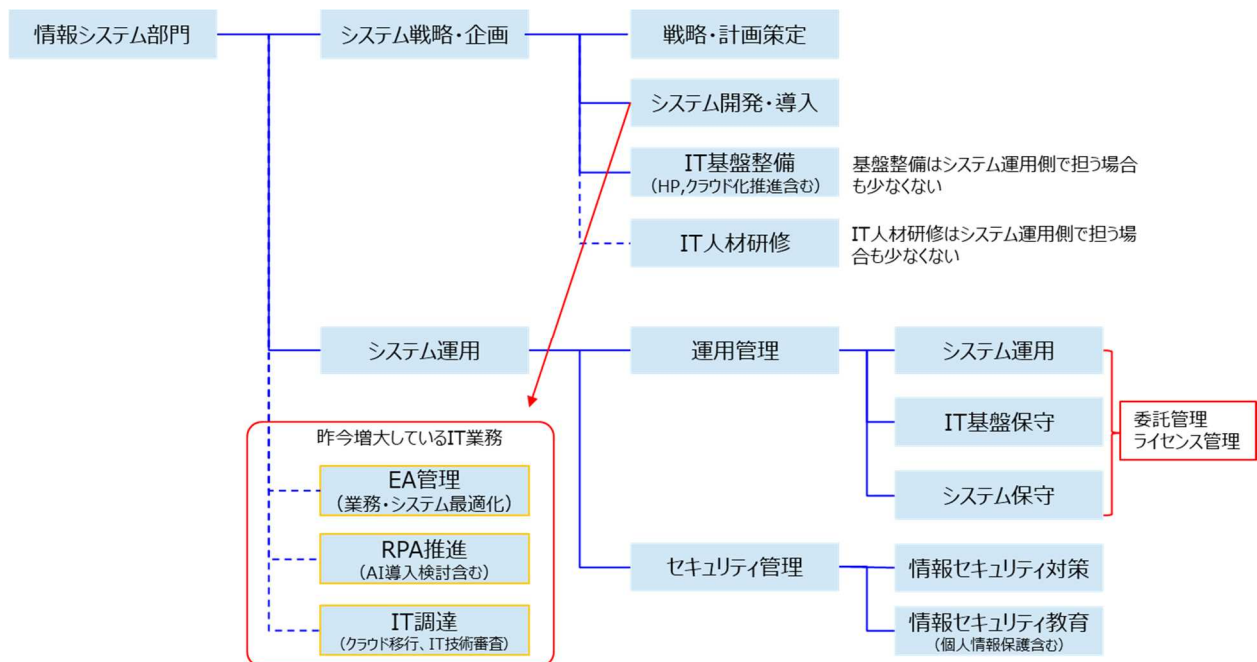 情報システム部門
システム戦略・企画
戦略・計画策定
システム開発・導入
IT基盤整備
（HP,クラウド化推進含む）
基盤整備はシステム運用側で担う場合
も少なくない
IT人材研修
IT人材研修はシステム運用側で担う場
合も少なくない
システム運用
運用管理
システム運用
IT基盤保守
システム保守
委託管理
ライセンス管理
昨今増大しているIT業務
EA管理
（業務・システム最適化）
RPA推進
（AI導入検討含む）
IT調達
（クラウド移行、IT技術審査）
セキュリティ管理
情報セキュリティ対策
情報セキュリティ教育
（個人情報保護含む）